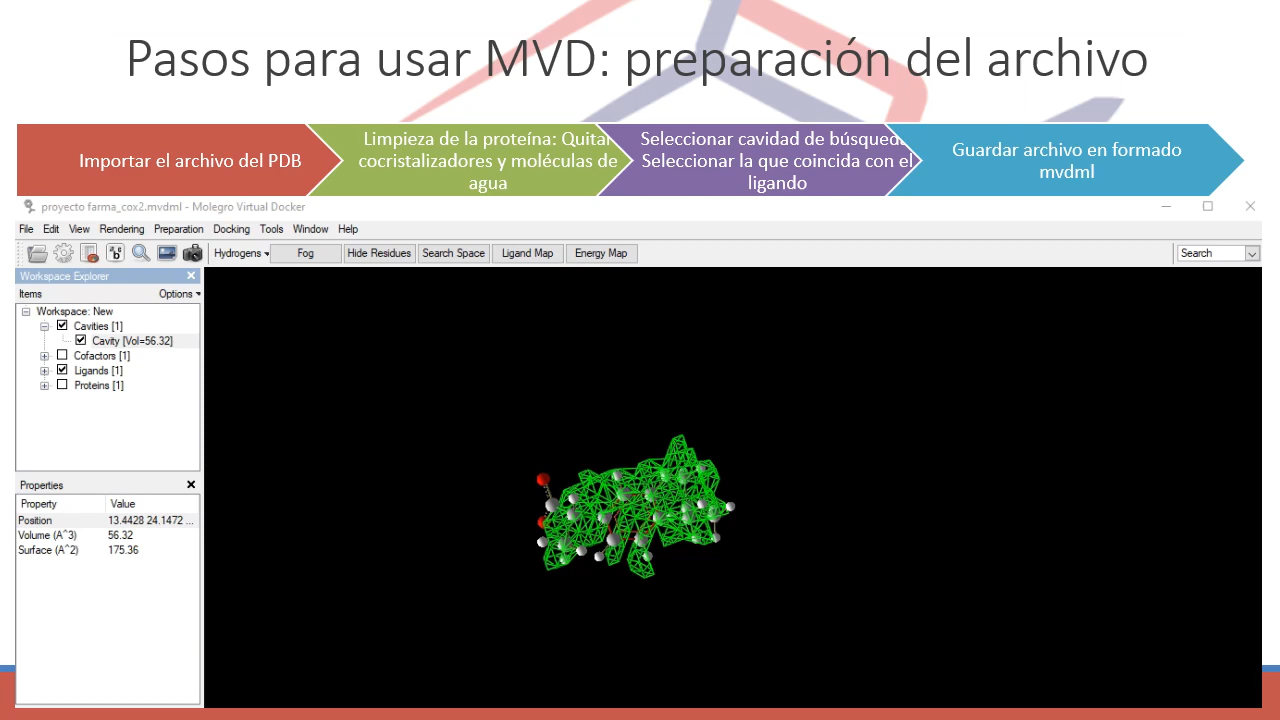 Pasos para usar MVD: preparación del archivo
Importar el archivo del PDB
Limpieza de la proteína: Quitar
cocristalizadores y moléculas de
agua
Seleccionar cavidad de búsqueda
Seleccionar la que coincida con el
ligando
Guardar archivo en formado
mvdml
proyecto farma_cox2.mvdml - Molegro Virtual Docker
File Edit View Rendering Preparation Docking Tools Window Help
Hydrogens Fog Hide Residues Search Space Ligand Map Energy Map Search
Workspace Explorer
Items Options
Workspace: New
Cavities [1]
Cavity [Vol=56.32]
Cofactors [1]
Ligands [1]
Proteins [1]
Properties
Property Value
Position 13.4428 24.1472 ...
Volume (A^3) 56.32
Surface (A^2) 175.36